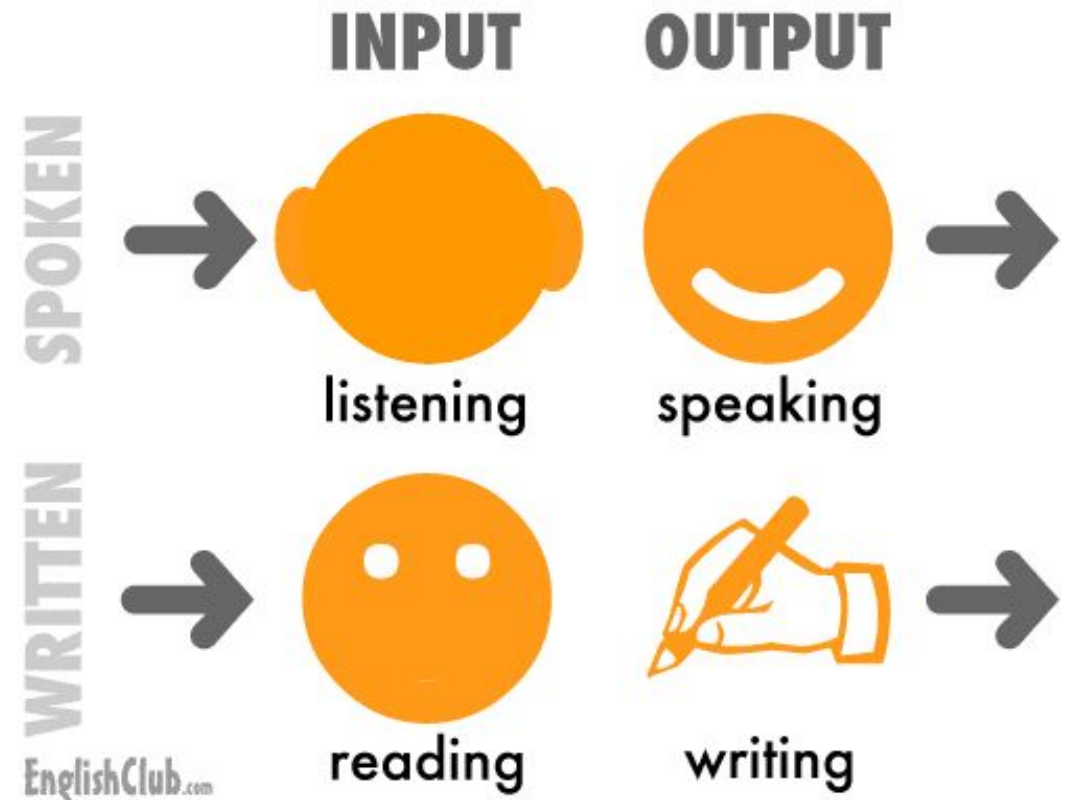 INPUT OUTPUT
SPOKEN
listening speaking
WRITTEN
reading writing
EnglishClub.com